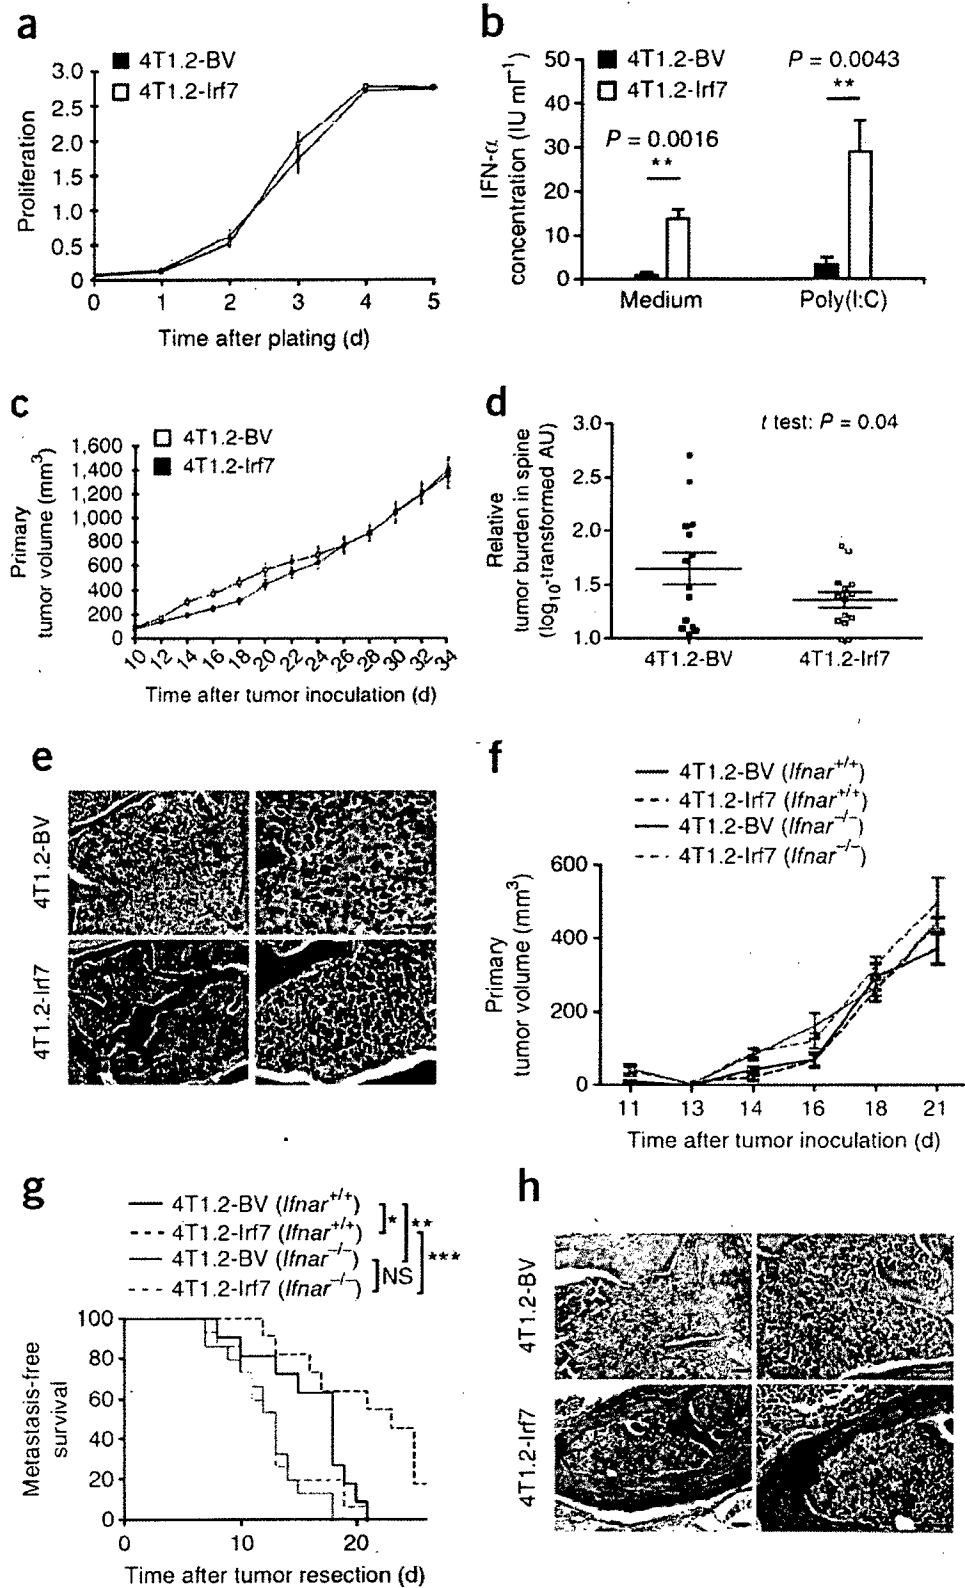 a
4T1.2-BV
4T1.2-Irf7
3.0
2.5
2.0
1.5
1.0
0.5
0
Proliferation
0 1 2 3 4 5
Time after plating (d)
b
4T1.2-BV
4T1.2-Irf7
P = 0.0043
**
P = 0.0016
**
50
40
30
20
10
0
IFN-α
concentration (IU ml⁻¹)
Medium Poly(I:C)
c
4T1.2-BV
4T1.2-Irf7
1,600
1,400
1,200
1,000
800
600
400
200
0
Primary
tumor volume (mm³)
10 12 14 16 18 20 22 24 26 28 30 32 34
Time after tumor inoculation (d)
d
t test: P = 0.04
3.0
2.5
2.0
1.5
1.0
Relative
tumor burden in spine
(log₁₀-transformed AU)
4T1.2-BV 4T1.2-Irf7
e
4T1.2-BV
4T1.2-Irf7
f
4T1.2-BV (Ifnar⁺/⁺)
4T1.2-Irf7 (Ifnar⁺/⁺)
4T1.2-BV (Ifnar⁻/⁻)
4T1.2-Irf7 (Ifnar⁻/⁻)
600
400
200
0
Primary
tumor volume (mm³)
11 13 14 16 18 21
Time after tumor inoculation (d)
g
4T1.2-BV (Ifnar⁺/⁺)
4T1.2-Irf7 (Ifnar⁺/⁺)
4T1.2-BV (Ifnar⁻/⁻)
4T1.2-Irf7 (Ifnar⁻/⁻)
*
**
***
NS
100
80
60
40
20
0
Metastasis-free
survival
0 10 20
Time after tumor resection (d)
h
4T1.2-BV
4T1.2-Irf7
T
T